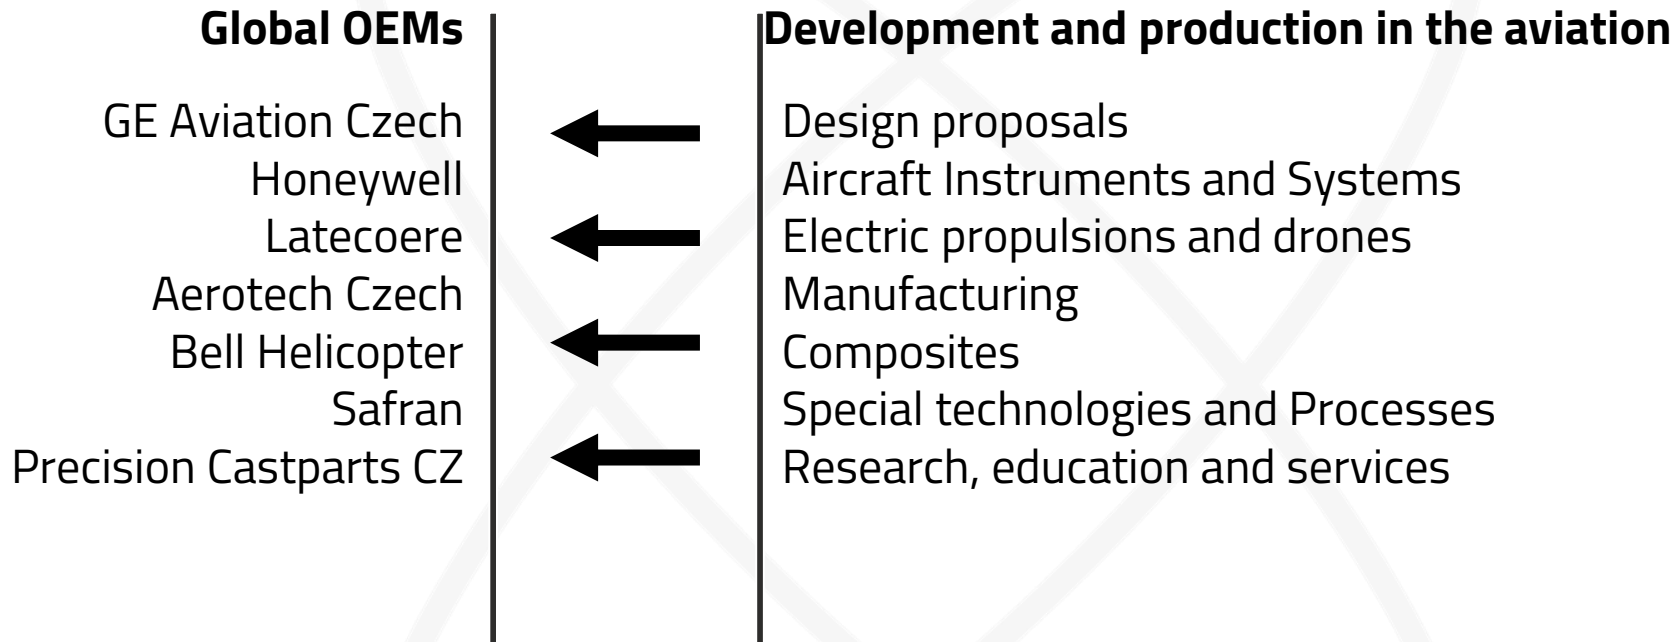 Global OEMs
GE Aviation Czech
Honeywell
Latecoere
Aerotech Czech
Bell Helicopter
Safran
Precision Castparts CZ
Development and production in the aviation
Design proposals
Aircraft Instruments and Systems
Electric propulsions and drones
Manufacturing
Composites
Special technologies and Processes
Research, education and services